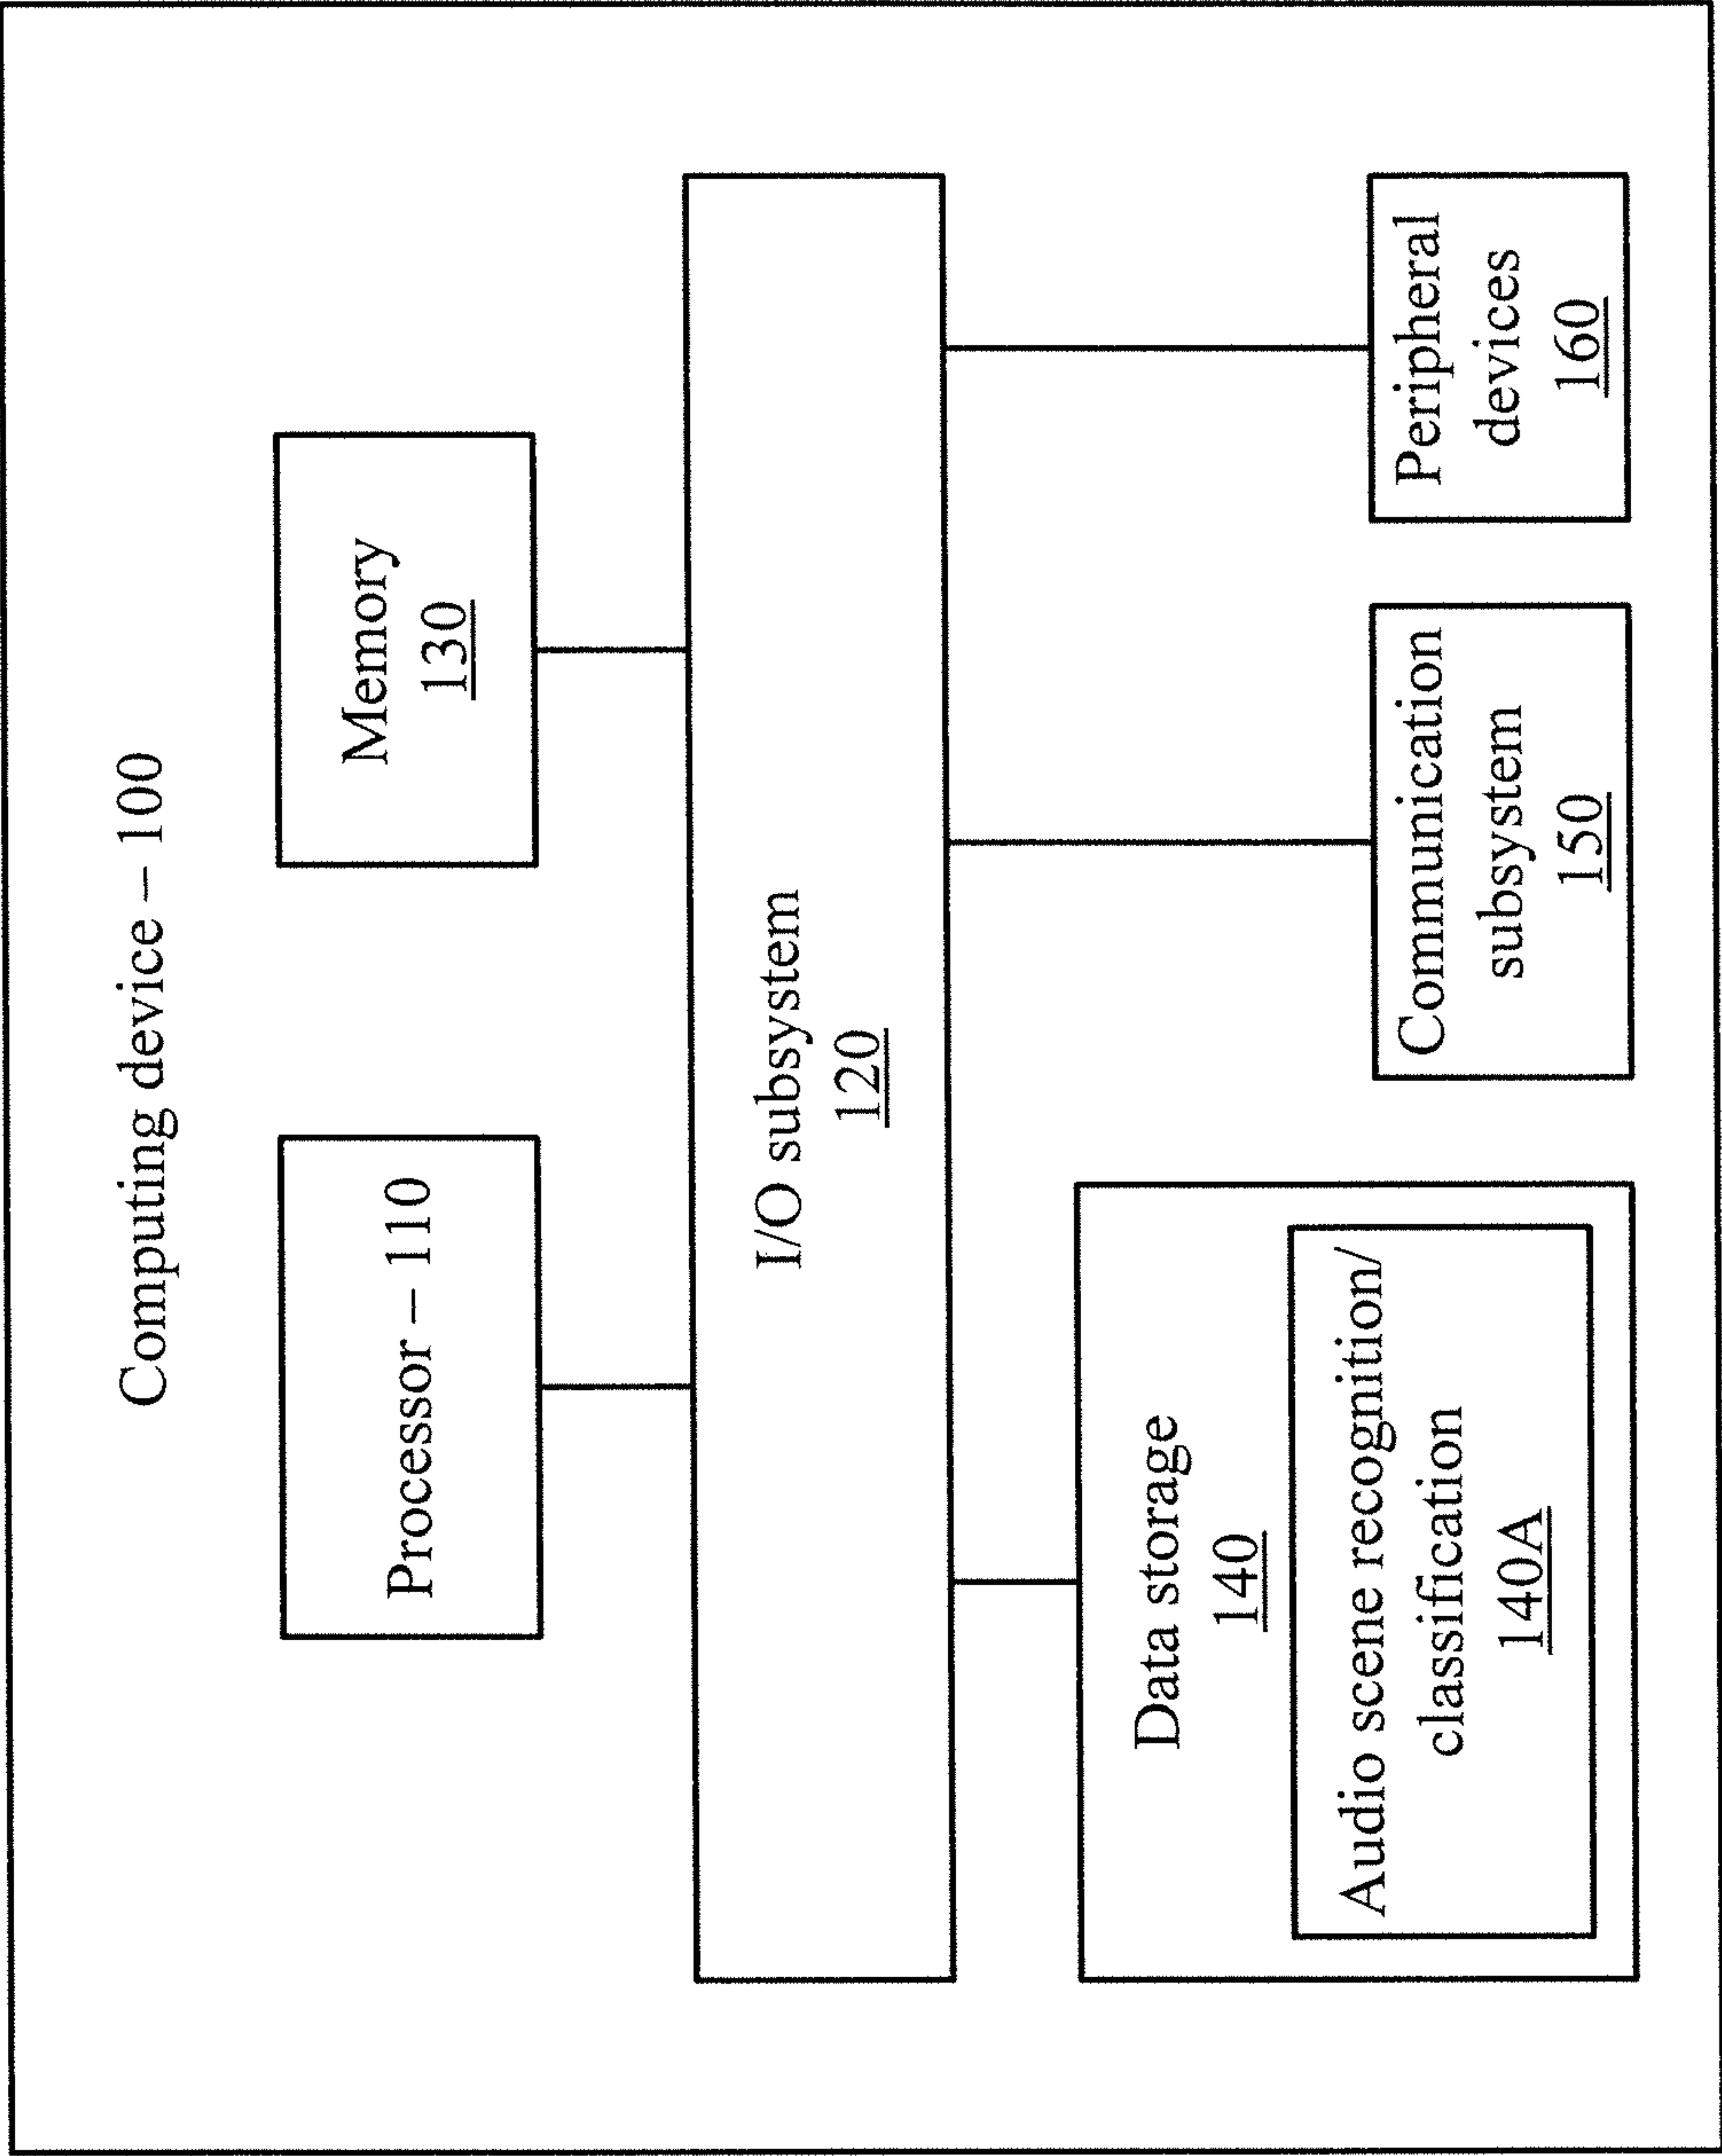 Computing device – 100
Processor – 110
Memory
130
I/O subsystem
120
Data storage
140
Audio scene recognition/
classification
140A
Communication
subsystem
150
Peripheral
devices
160